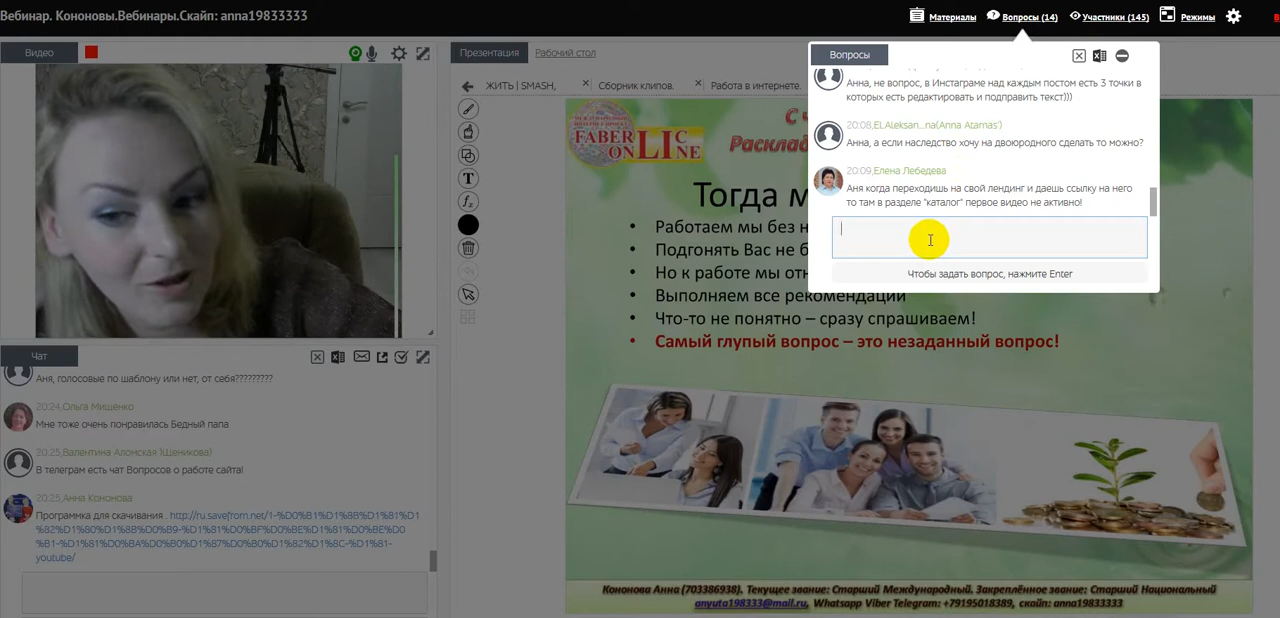 Вебинар. Кононовы.Вебинары.Скайп: anna19833333
Материалы
Вопросы (14)
Участники (145)
Режимы
Видео
Презентация
Рабочий стол
ЖИТЬ | SMASH,
Сборник клипов.
Работа в интернете.
FABER ONLINE
С ч
Раскла
Тогда м
• Работаем мы без н
• Подгонять Вас не б
• Но к работе мы отн
• Выполняем все рекомендации
• Что-то не понятно – сразу спрашиваем!
• Самый глупый вопрос – это незаданный вопрос!
Кононова Анна (703386938). Текущее звание: Старший Международный. Закреплённое звание: Старший Национальный
anyuta198333@mail.ru, Whatsapp Viber Telegram: +79195018389, скайп: anna19833333
Вопросы
Анна, не вопрос, в Инстаграме над каждым постом есть 3 точки в
которых есть редактировать и подправить текст)))
20:08,EL.Aleksan...na(Anna Atamas')
Анна, а если наследство хочу на двоюродного сделать то можно?
20:09,Елена Лебедева
Аня когда переходишь на свой лендинг и даешь ссылку на него
то там в разделе "каталог" первое видео не активно!
Чтобы задать вопрос, нажмите Enter
Чат
Аня, голосовые по шаблону или нет, от себя?????????
20:24,Ольга Мищенко
Мне тоже очень понравилась Бедный папа
20:25,Валентина Аломская (Щеникова)
В телеграм есть чат Вопросов о работе сайта!
20:25,Анна Кононова
Программка для скачивания.. http://ru.savefrom.net/1-%D0%B1%D1%8B%D1%81%D1
%82%D1%80%D1%8B%D0%B9-%D1%81%D0%BF%D0%BE%D1%81%D0%BE%D0
%B1-%D1%81%D0%BA%D0%B0%D1%87%D0%B0%D1%82%D1%8C-%D1%81-
youtube/